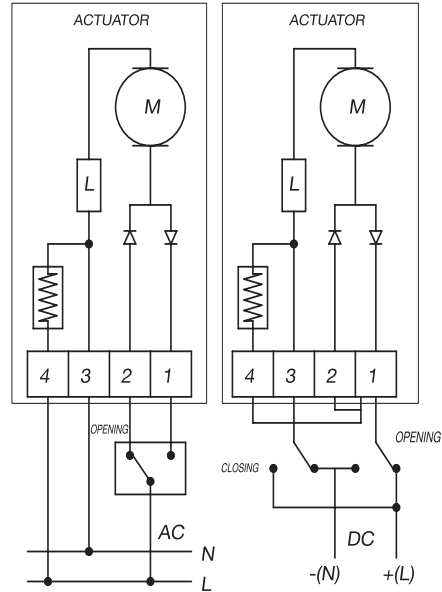 ACTUATOR
M
L
4 3 2 1
OPENING
AC
N
L
ACTUATOR
M
L
4 3 2 1
OPENING
CLOSING
DC
-(N) +(L)